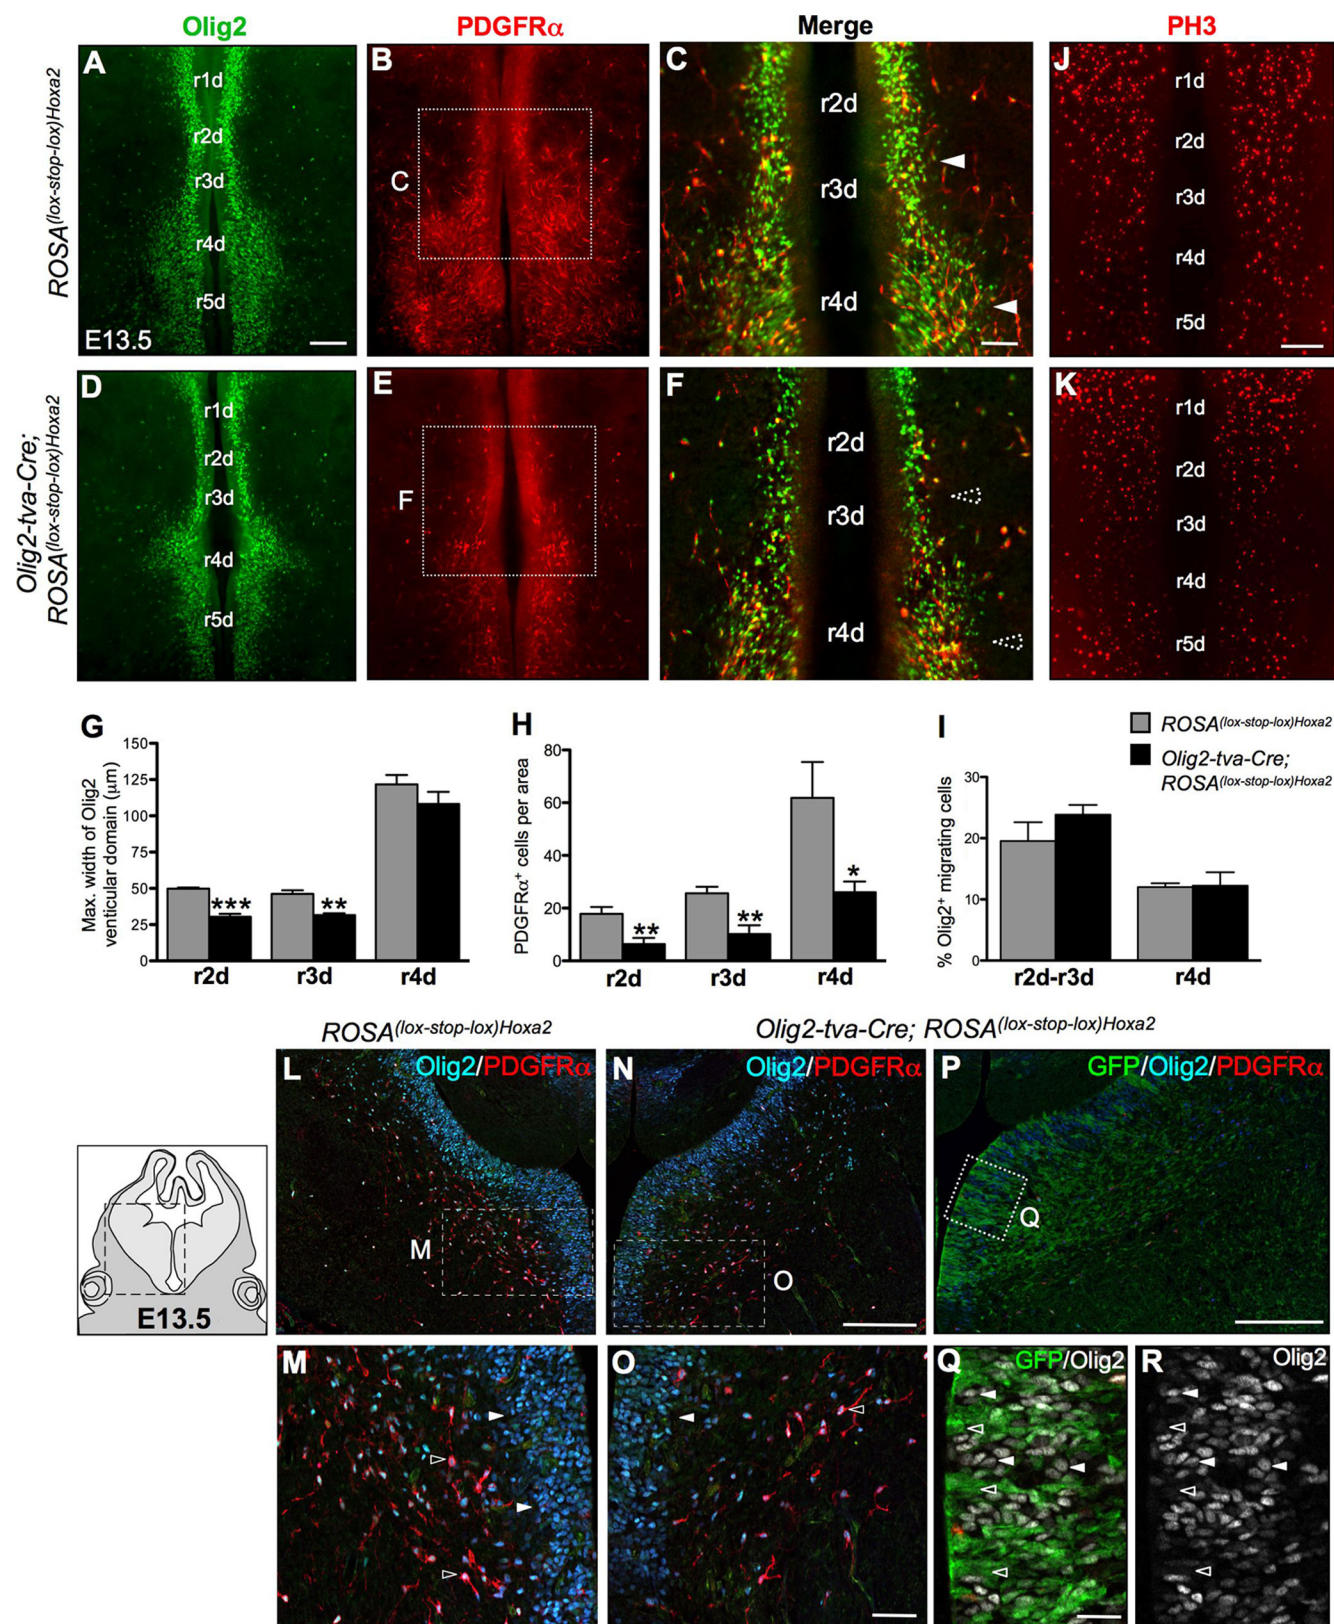 Olig2 PDGFRα Merge PH3
ROSA(lox-stop-lox)Hoxa2
A r1d r2d r3d r4d r5d E13.5
B C
C r2d r3d r4d
J r1d r2d r3d r4d r5d
Olig2-tva-Cre;
ROSA(lox-stop-lox)Hoxa2
D r1d r2d r3d r4d r5d
E F
F r2d r3d r4d
K r1d r2d r3d r4d r5d
G
Max. width of Olig2
venticular domain (μm)
150
125
100
75
50
25
0
*** **
r2d r3d r4d
H
PDGFRα+ cells per area
80
60
40
20
0
** ** *
r2d r3d r4d
I
ROSA(lox-stop-lox)Hoxa2
Olig2-tva-Cre;
ROSA(lox-stop-lox)Hoxa2
% Olig2+ migrating cells
30
20
10
0
r2d-r3d r4d
ROSA(lox-stop-lox)Hoxa2 Olig2-tva-Cre; ROSA(lox-stop-lox)Hoxa2
E13.5
L Olig2/PDGFRα
M
N Olig2/PDGFRα
O
P GFP/Olig2/PDGFRα
Q
M
O
Q GFP/Olig2
R Olig2